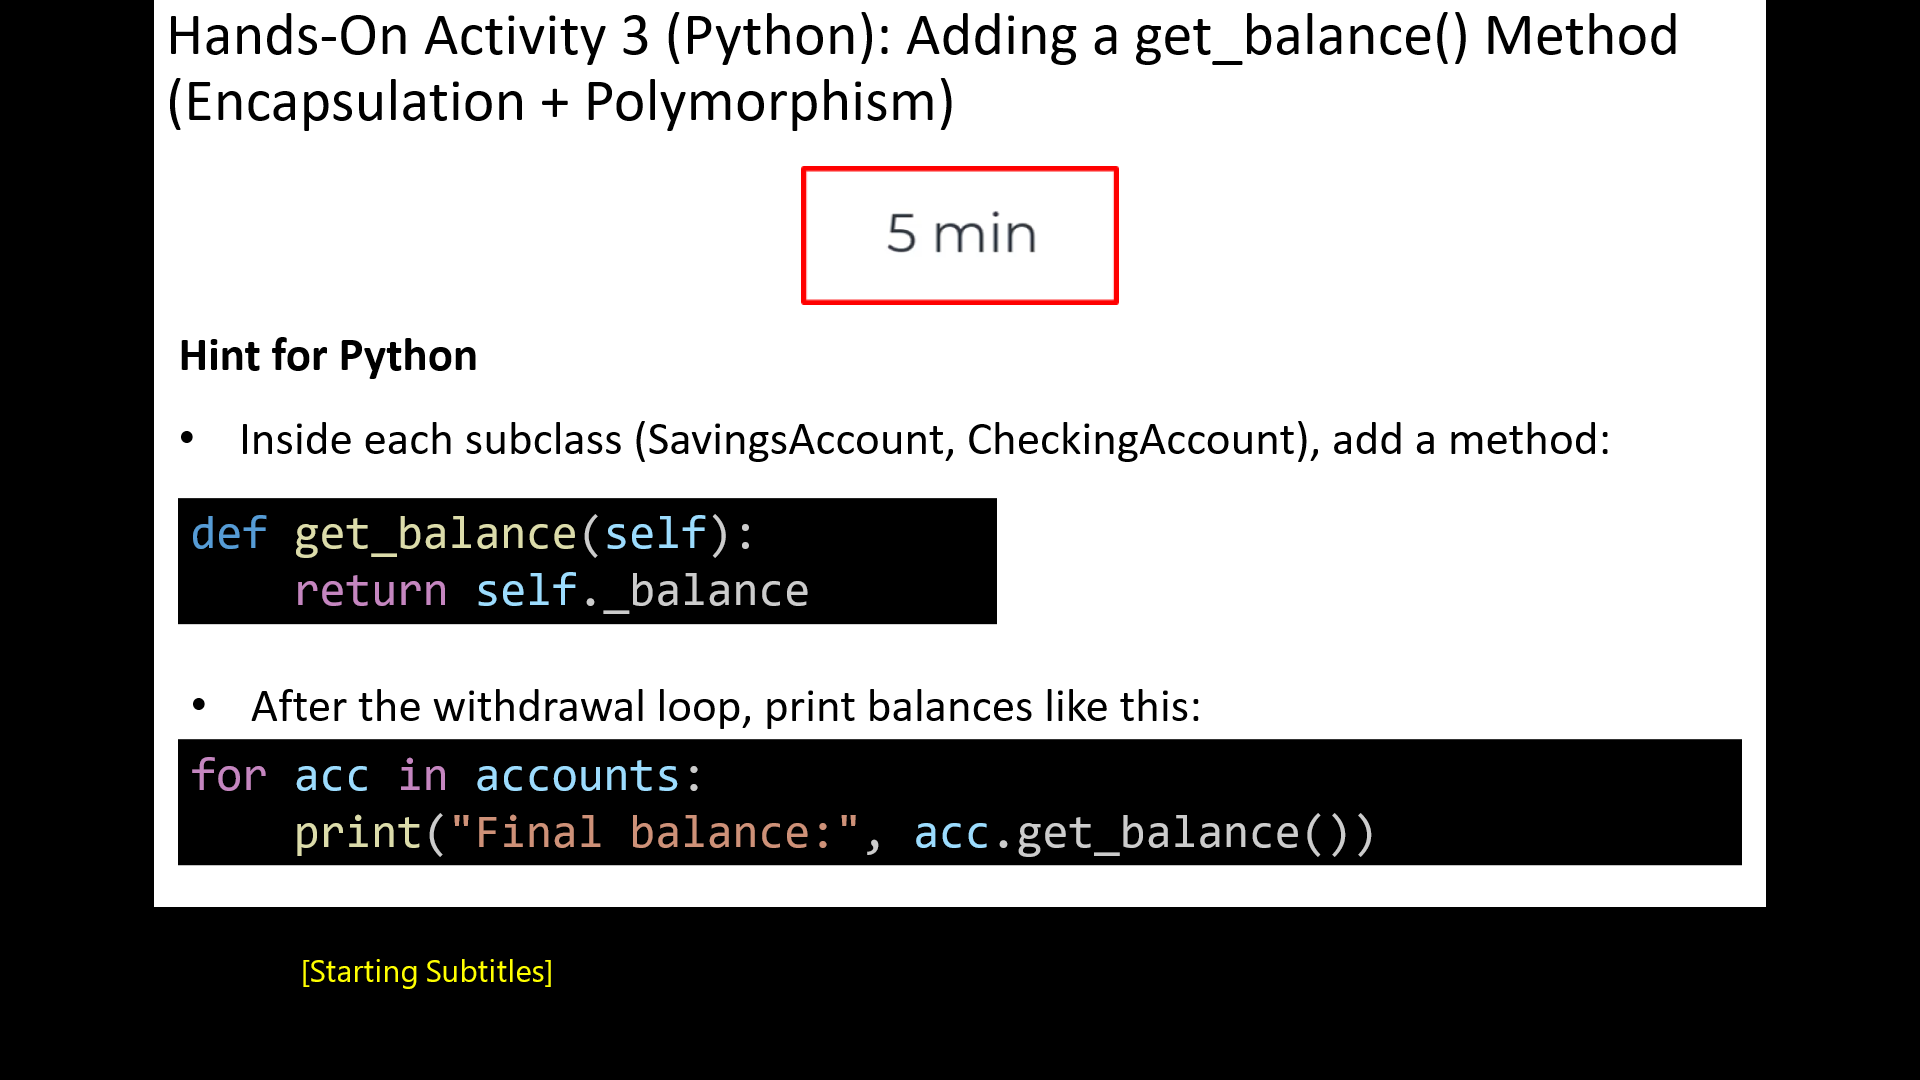 Hands-On Activity 3 (Python): Adding a get_balance() Method
(Encapsulation + Polymorphism)
5 min
Hint for Python
• Inside each subclass (SavingsAccount, CheckingAccount), add a method:
def get_balance(self):
    return self._balance
• After the withdrawal loop, print balances like this:
for acc in accounts:
    print("Final balance:", acc.get_balance())
[Starting Subtitles]